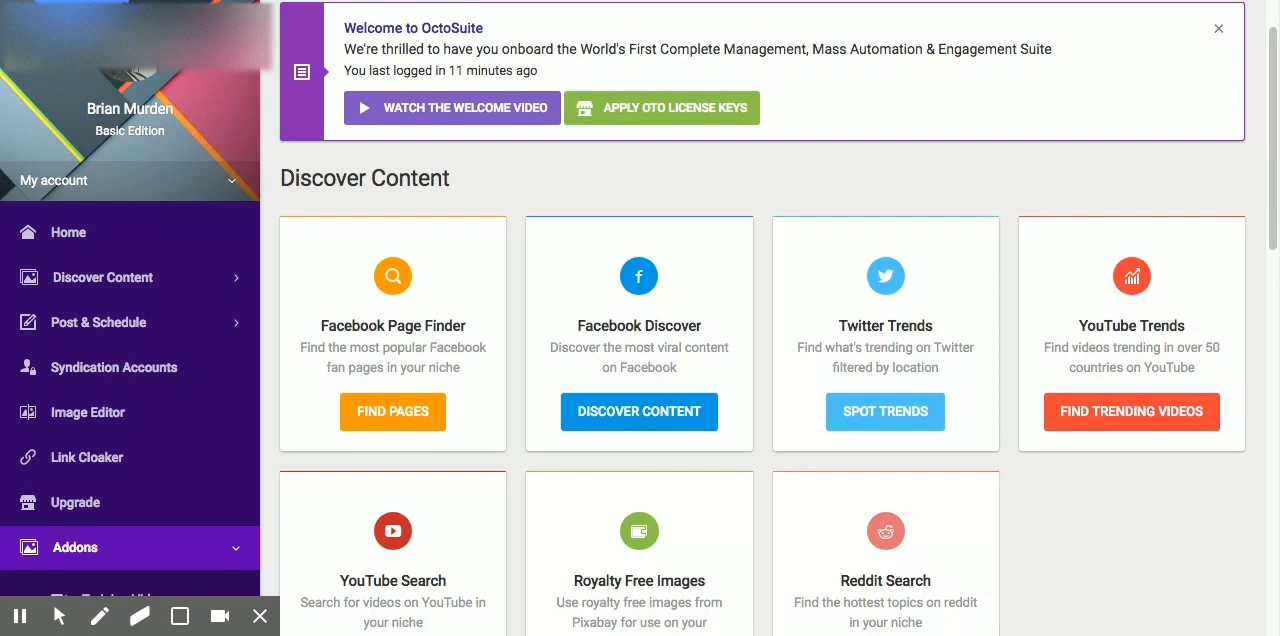 Welcome to OctoSuite
We're thrilled to have you onboard the World's First Complete Management, Mass Automation & Engagement Suite
You last logged in 11 minutes ago
WATCH THE WELCOME VIDEO
APPLY OTO LICENSE KEYS
Brian Murden
Basic Edition
My account
Home
Discover Content
Post & Schedule
Syndication Accounts
Image Editor
Link Cloaker
Upgrade
Addons
Discover Content
Facebook Page Finder
Find the most popular Facebook
fan pages in your niche
FIND PAGES
Facebook Discover
Discover the most viral content
on Facebook
DISCOVER CONTENT
Twitter Trends
Find what's trending on Twitter
filtered by location
SPOT TRENDS
YouTube Trends
Find videos trending in over 50
countries on YouTube
FIND TRENDING VIDEOS
YouTube Search
Search for videos on YouTube in
your niche
Royalty Free Images
Use royalty free images from
Pixabay for use on your
Reddit Search
Find the hottest topics on reddit
in your niche